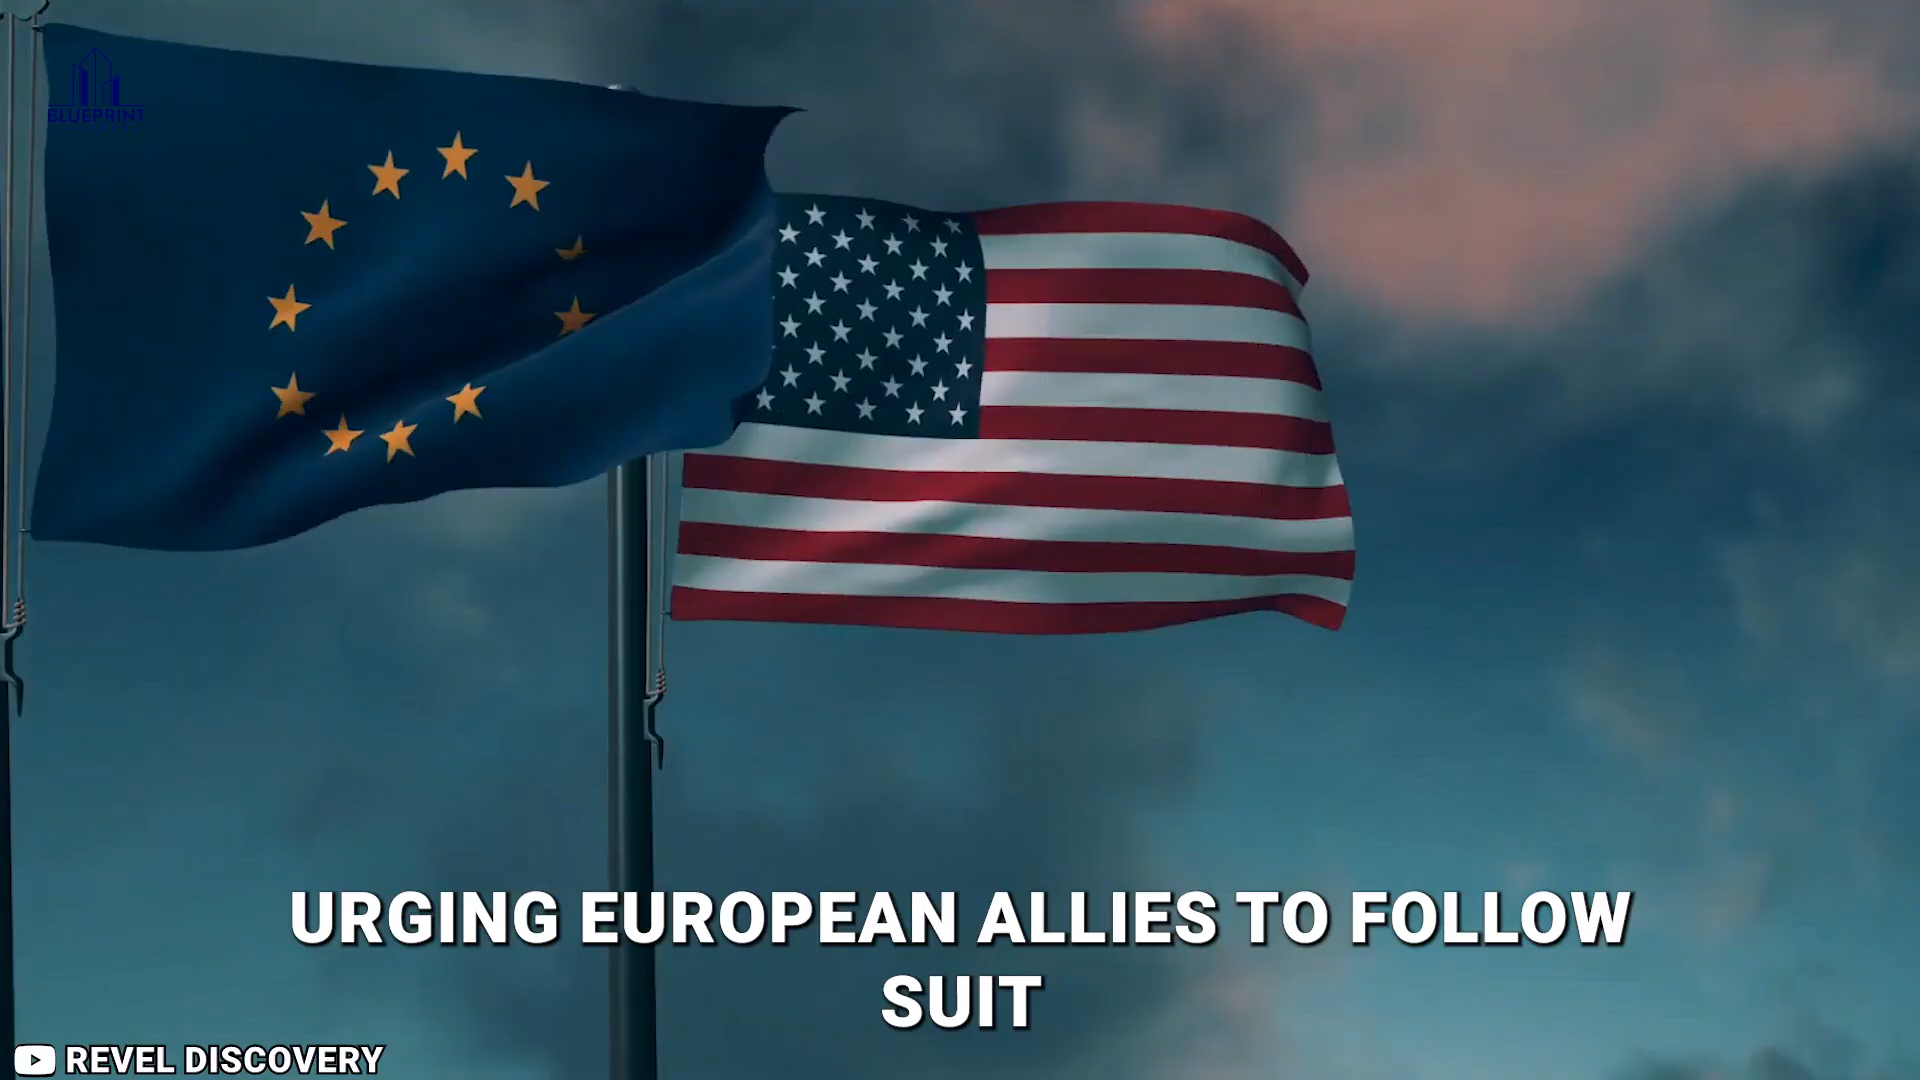 BLUEPRINT
URGING EUROPEAN ALLIES TO FOLLOW
SUIT
REVEL DISCOVERY